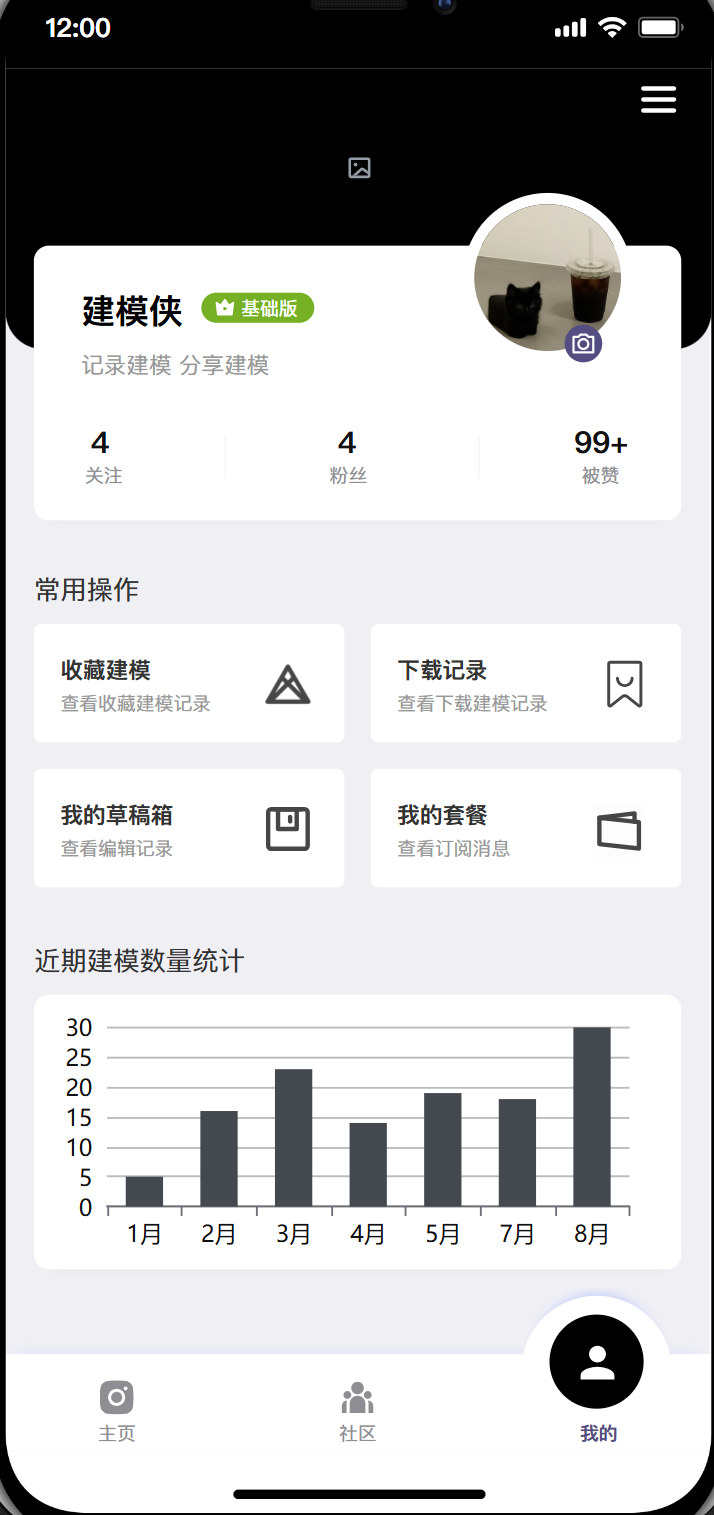 12:00
建模侠 基础版
记录建模 分享建模
4 4 99+
关注 粉丝 被赞
常用操作
收藏建模 下载记录
查看收藏建模记录 查看下载建模记录
我的草稿箱 我的套餐
查看编辑记录 查看订阅消息
近期建模数量统计
30
25
20
15
10
5
0
1月 2月 3月 4月 5月 7月 8月
主页 社区 我的